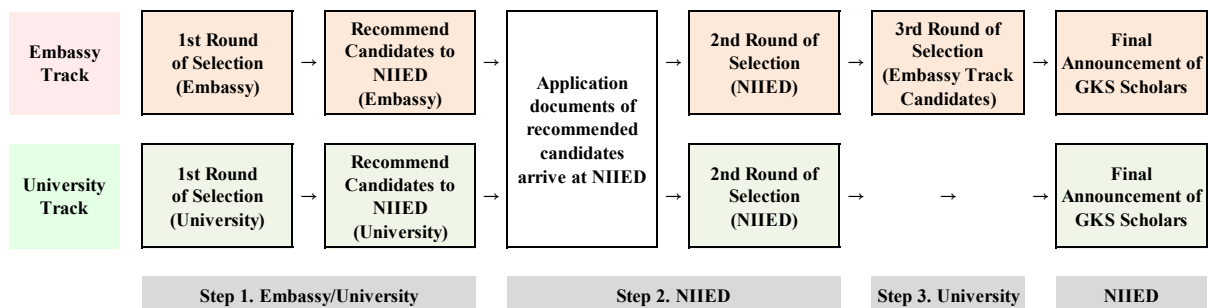 Embassy
Track
1st Round
of Selection
(Embassy)
→
Recommend
Candidates to
NIIED
(Embassy)
→
Application
documents of
recommended
candidates
arrive at NIIED
→
2nd Round of
Selection
(NIIED)
→
3rd Round of
Selection
(Embassy Track
Candidates)
→
Final
Announcement of
GKS Scholars
University
Track
1st Round
of Selection
(University)
→
Recommend
Candidates to
NIIED
(University)
→
→
2nd Round of
Selection
(NIIED)
→
→
→
Final
Announcement of
GKS Scholars
Step 1. Embassy/University
Step 2. NIIED
Step 3. University
NIIED